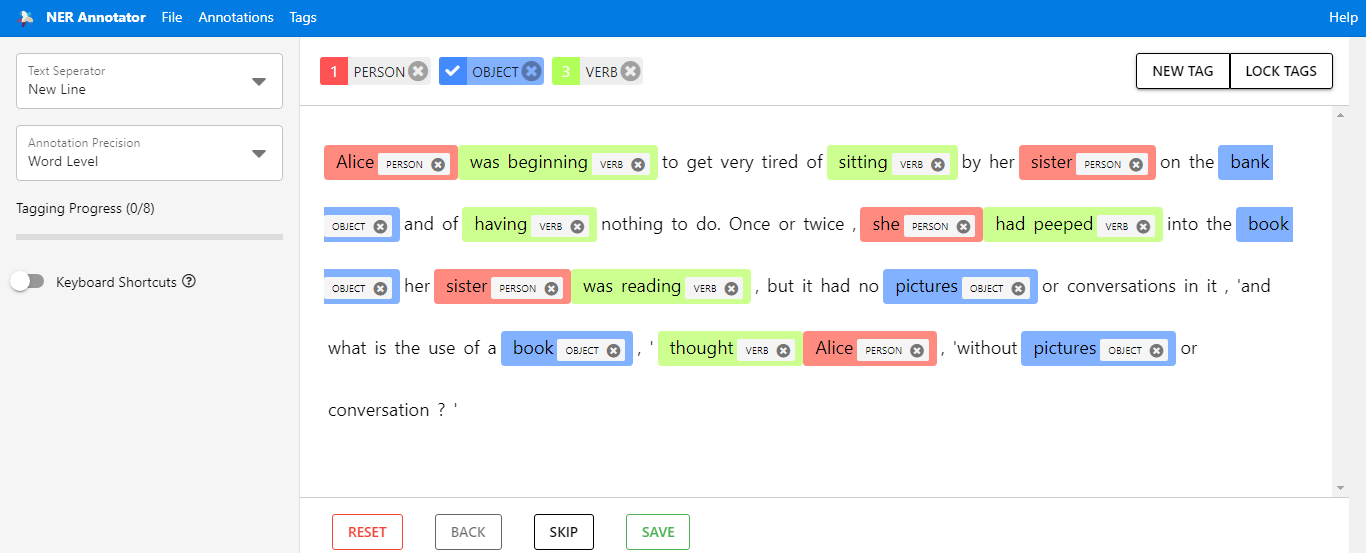 NER Annotator File Annotations Tags Help
Text Seperator
New Line
Annotation Precision
Word Level
Tagging Progress (0/8)
Keyboard Shortcuts
1 PERSON OBJECT 3 VERB NEW TAG LOCK TAGS
Alice PERSON was beginning VERB to get very tired of sitting VERB by her sister PERSON on the bank
OBJECT and of having VERB nothing to do. Once or twice , she PERSON had peeped VERB into the book
OBJECT her sister PERSON was reading VERB , but it had no pictures OBJECT or conversations in it , 'and
what is the use of a book OBJECT , ' thought VERB Alice PERSON , 'without pictures OBJECT or
conversation ? '
RESET BACK SKIP SAVE